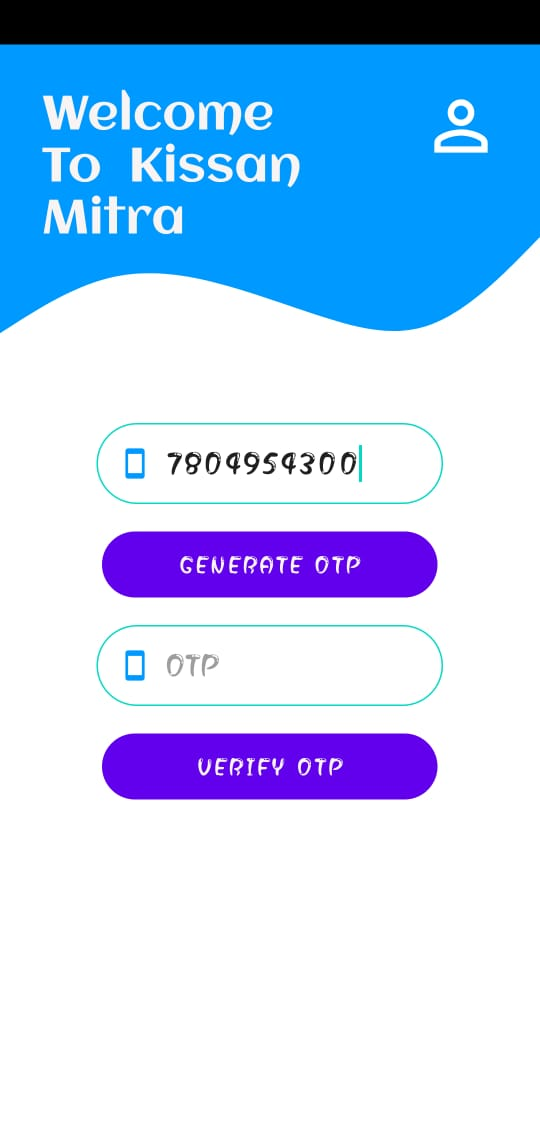 Welcome
To Kissan
Mitra
7804954300
GENERATE OTP
OTP
VERIFY OTP